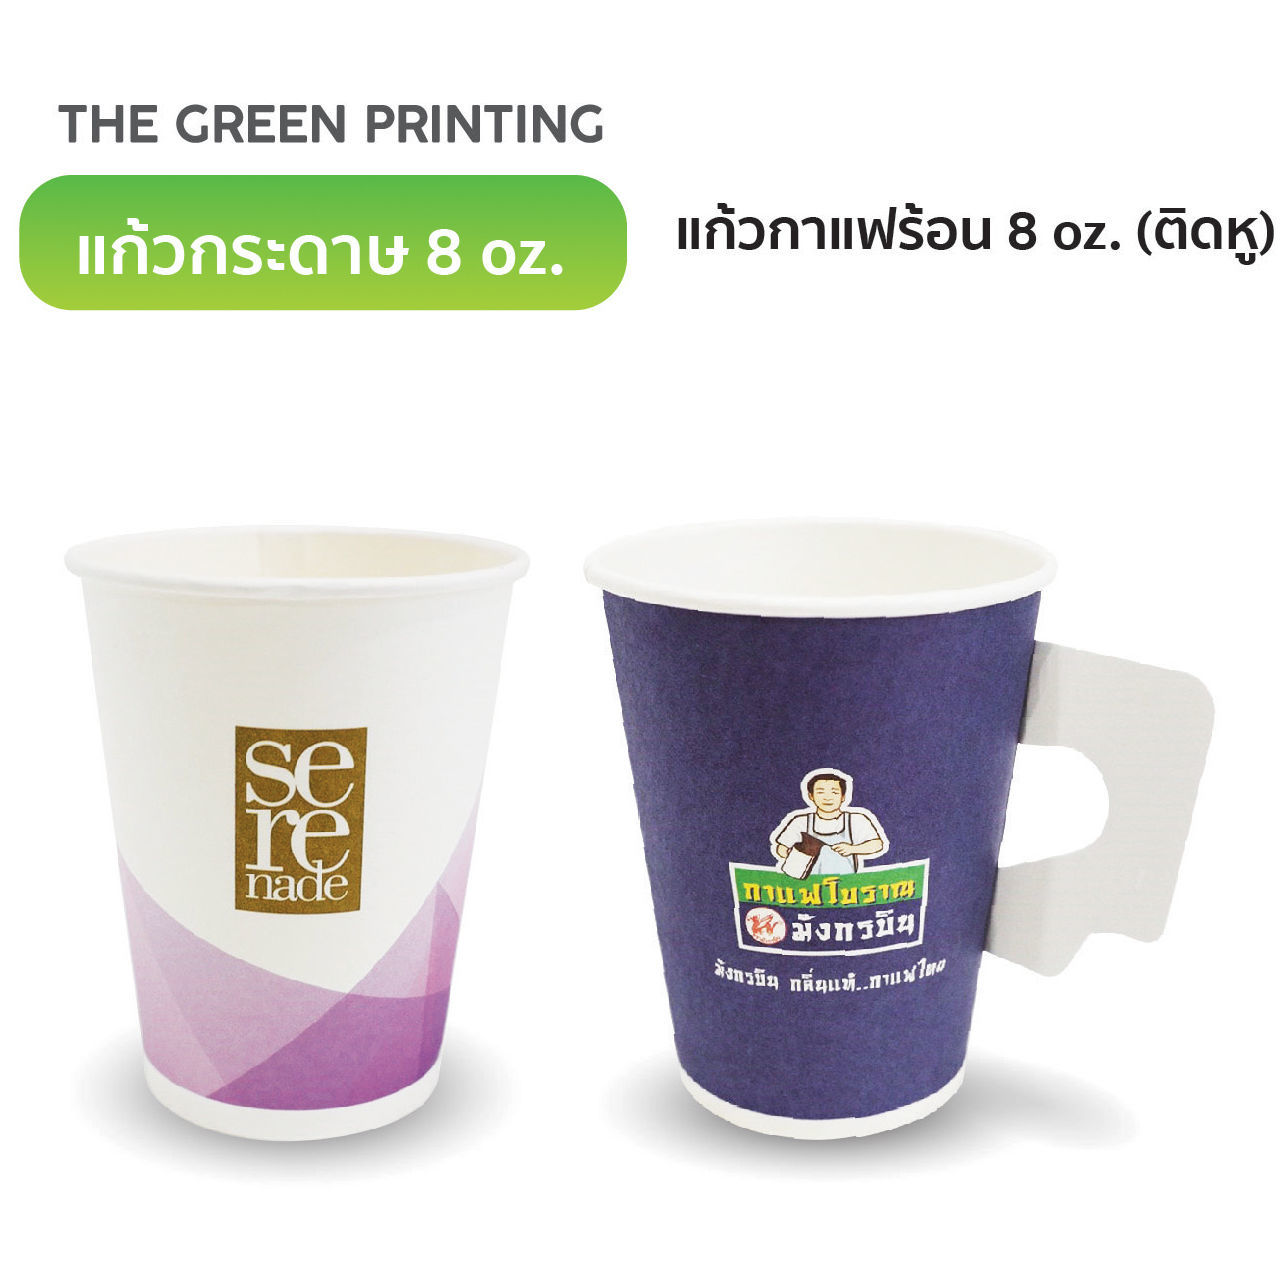 THE GREEN PRINTING
แก้วกระดาษ 8 oz.
แก้วกาแฟร้อน 8 oz. (ติดหู)
se
re
nade
กาแฟโบราณ
มังกรบิน
มังกรบิน กลิ่นแท้..กาแฟไทย